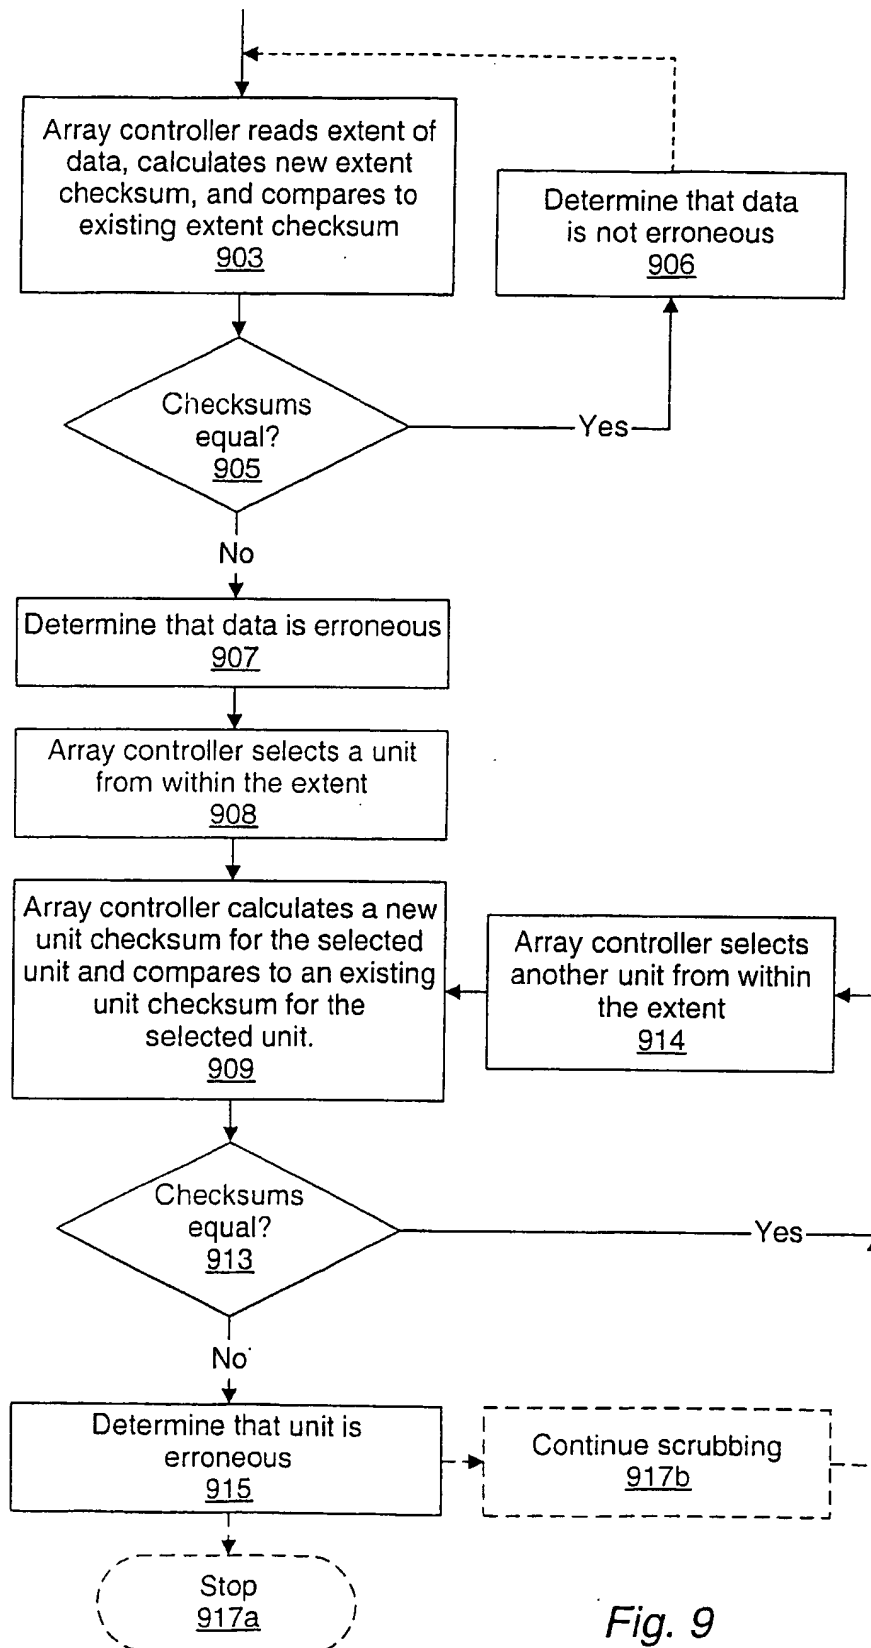 Array controller reads extent of
data, calculates new extent
checksum, and compares to
existing extent checksum
903
Determine that data
is not erroneous
906
Checksums
equal?
905
Yes
No
Determine that data is erroneous
907
Array controller selects a unit
from within the extent
908
Array controller calculates a new
unit checksum for the selected
unit and compares to an existing
unit checksum for the
selected unit.
909
Array controller selects
another unit from within
the extent
914
Checksums
equal?
913
Yes
No
Determine that unit is
erroneous
915
Continue scrubbing
917b
Stop
917a
Fig. 9